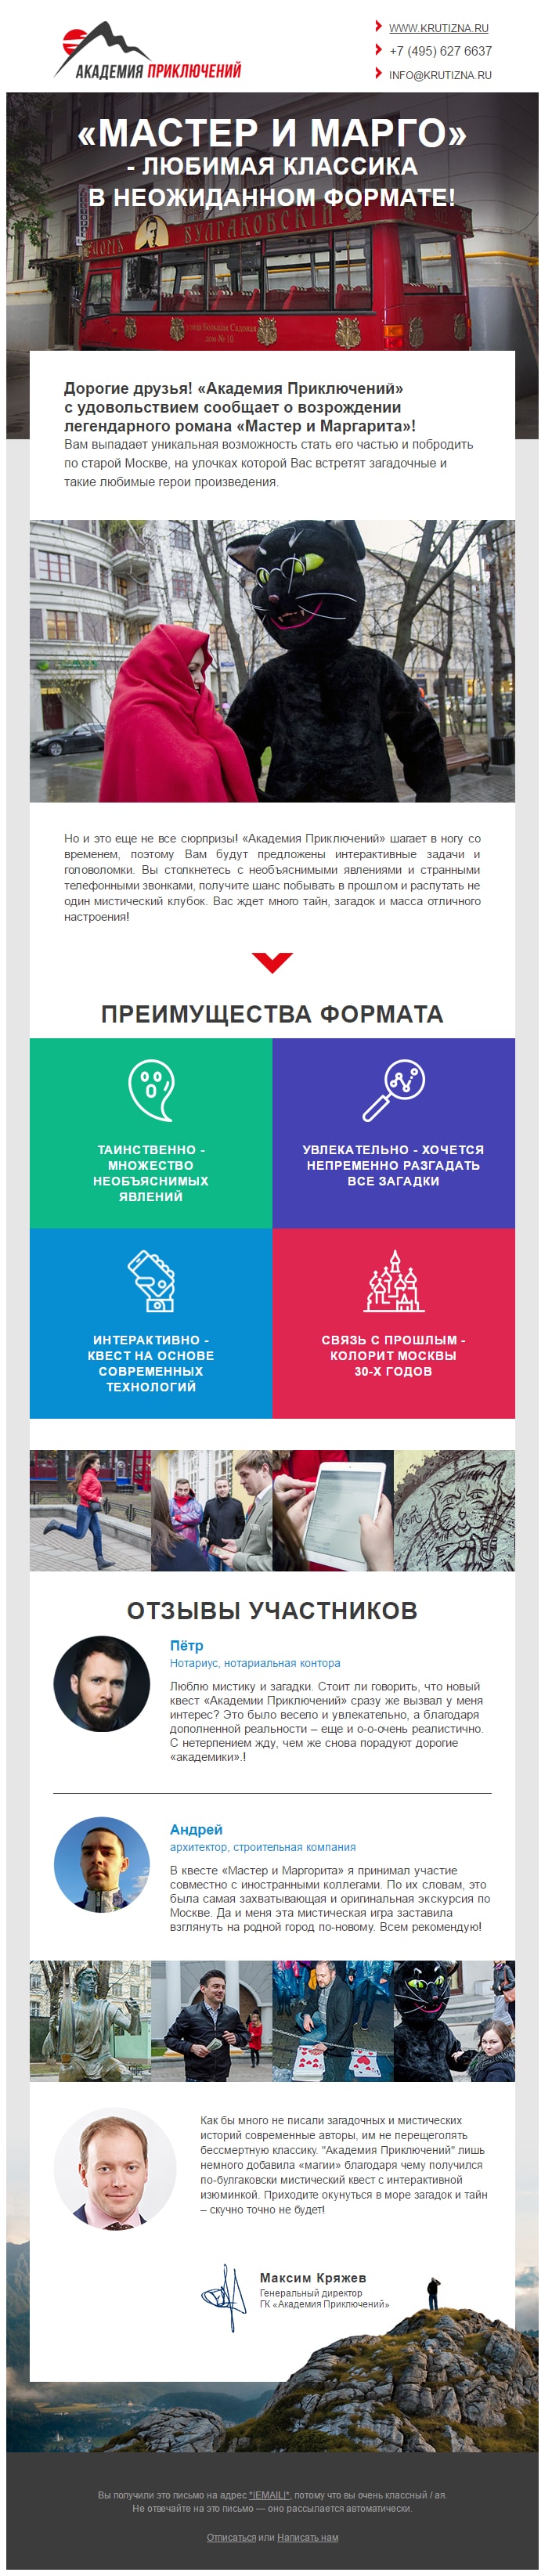 АКАДЕМИЯ ПРИКЛЮЧЕНИЙ
WWW.KRUTIZNA.RU
+7 (495) 627 6637
INFO@KRUTIZNA.RU
«МАСТЕР И МАРГО»
- ЛЮБИМАЯ КЛАССИКА
В НЕОЖИДАННОМ ФОРМАТЕ!
БУЛГАКОВСКІЙ
улица Большая Садовая
дом № 10
Дорогие друзья! «Академия Приключений»
с удовольствием сообщает о возрождении
легендарного романа «Мастер и Маргарита»!
Вам выпадает уникальная возможность стать его частью и побродить
по старой Москве, на улочках которой Вас встретят загадочные и
такие любимые герои произведения.
Но и это еще не все сюрпризы! «Академия Приключений» шагает в ногу со
временем, поэтому Вам будут предложены интерактивные задачи и
головоломки. Вы столкнетесь с необъяснимыми явлениями и странными
телефонными звонками, получите шанс побывать в прошлом и распутать не
один мистический клубок. Вас ждет много тайн, загадок и масса отличного
настроения!
ПРЕИМУЩЕСТВА ФОРМАТА
ТАИНСТВЕННО -
МНОЖЕСТВО
НЕОБЪЯСНИМЫХ
ЯВЛЕНИЙ
УВЛЕКАТЕЛЬНО - ХОЧЕТСЯ
НЕПРЕМЕННО РАЗГАДАТЬ
ВСЕ ЗАГАДКИ
ИНТЕРАКТИВНО -
КВЕСТ НА ОСНОВЕ
СОВРЕМЕННЫХ
ТЕХНОЛОГИЙ
СВЯЗЬ С ПРОШЛЫМ -
КОЛОРИТ МОСКВЫ
30-Х ГОДОВ
ОТЗЫВЫ УЧАСТНИКОВ
Пётр
Нотариус, нотариальная контора
Люблю мистику и загадки. Стоит ли говорить, что новый
квест «Академии Приключений» сразу же вызвал у меня
интерес? Это было весело и увлекательно, а благодаря
дополненной реальности – еще и о-о-очень реалистично.
С нетерпением жду, чем же снова порадуют дорогие
«академики».!
Андрей
архитектор, строительная компания
В квесте «Мастер и Маргорита» я принимал участие
совместно с иностранными коллегами. По их словам, это
была самая захватывающая и оригинальная экскурсия по
Москве. Да и меня эта мистическая игра заставила
взглянуть на родной город по-новому. Всем рекомендую!
Как бы много не писали загадочных и мистических
историй современные авторы, им не перещеголять
бессмертную классику. "Академия Приключений" лишь
немного добавила «магии» благодаря чему получился
по-булгаковски мистический квест с интерактивной
изюминкой. Приходите окунуться в море загадок и тайн
– скучно точно не будет!
Максим Кряжев
Генеральный директор
ГК «Академия Приключений»
Вы получили это письмо на адрес *|EMAIL|*, потому что вы очень классный / ая.
Не отвечайте на это письмо — оно рассылается автоматически.
Отписаться или Написать нам